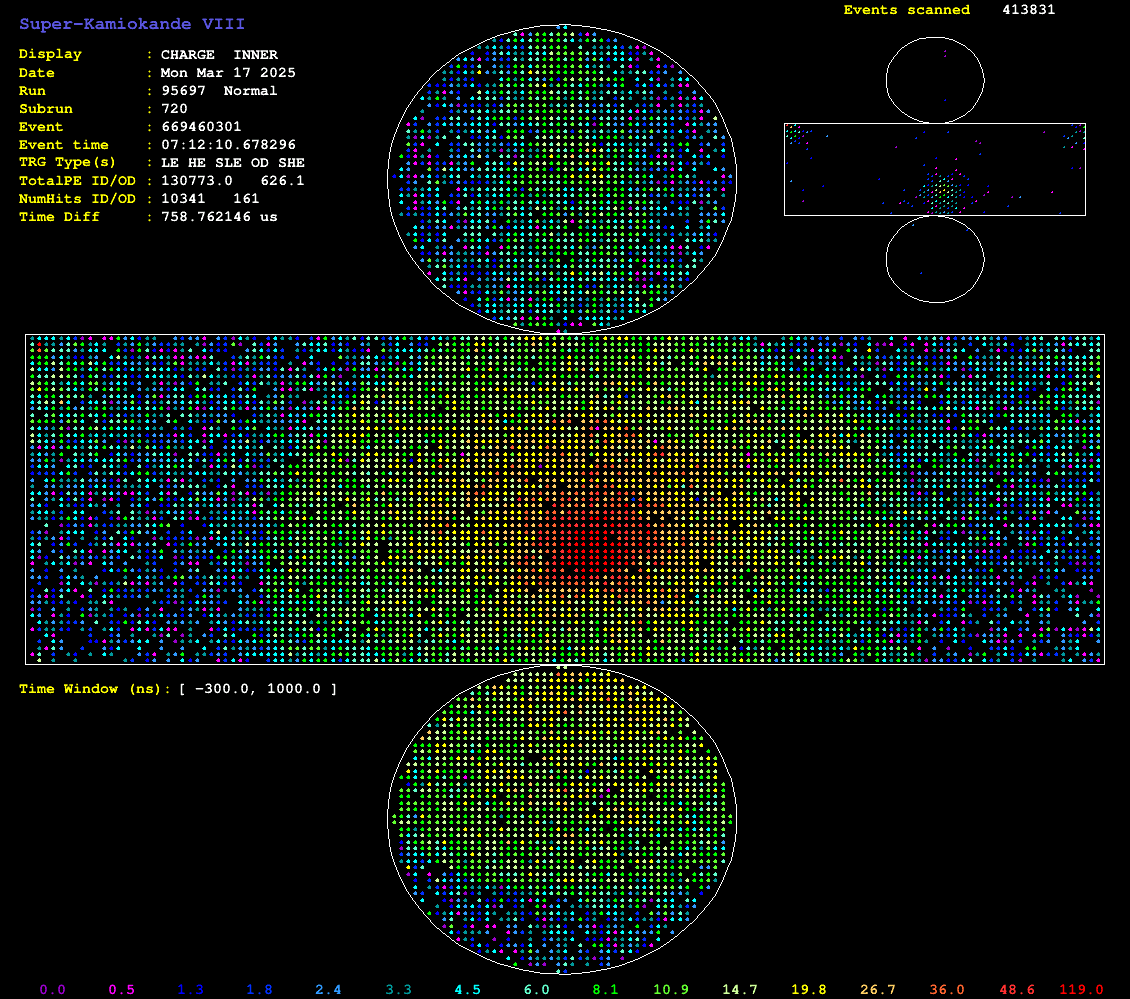 Super-Kamiokande VIII
Events scanned 413831
Display : CHARGE INNER
Date : Mon Mar 17 2025
Run : 95697 Normal
Subrun : 720
Event : 669460301
Event time : 07:12:10.678296
TRG Type(s) : LE HE SLE OD SHE
TotalPE ID/OD : 130773.0 626.1
NumHits ID/OD : 10341 161
Time Diff : 758.762146 us
Time Window (ns): [ -300.0, 1000.0 ]
0.0 0.5 1.3 1.8 2.4 3.3 4.5 6.0 8.1 10.9 14.7 19.8 26.7 36.0 48.6 119.0